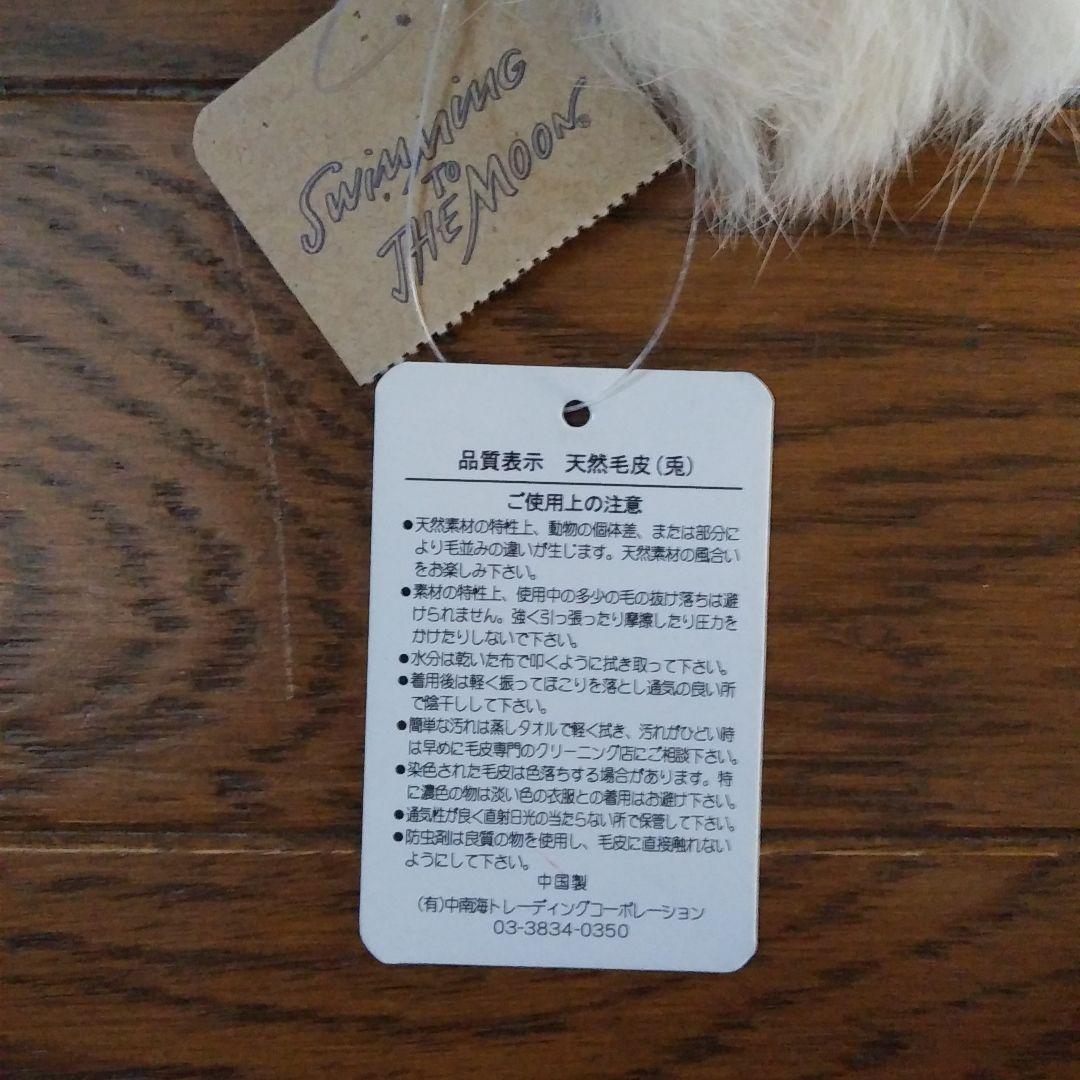 Swimming
TO
THE MOON®
品質表示　天然毛皮(兎)
ご使用上の注意
●天然素材の特性上、動物の個体差、または部分に
より毛並みの違いが生じます。天然素材の風合い
をお楽しみ下さい。
●素材の特性上、使用中の多少の毛の抜け落ちは避
けられません。強く引っ張ったり摩擦したり圧力を
かけたりしないで下さい。
●水分は乾いた布で叩くように拭き取って下さい。
●着用後は軽く振ってほこりを落とし通気の良い所
で陰干しして下さい。
●簡単な汚れは蒸しタオルで軽く拭き、汚れがひどい時
は早めに毛皮専門のクリーニング店にご相談下さい。
●染色された毛皮は色落ちする場合があります。特
に濃色の物は淡い色の衣服との着用はお避け下さい。
●通気性が良く直射日光の当たらない所で保管して下さい。
●防虫剤は良質の物を使用し、毛皮に直接触れない
ようにして下さい。
中国製
(有)中南海トレーディングコーポレーション
03-3834-0350